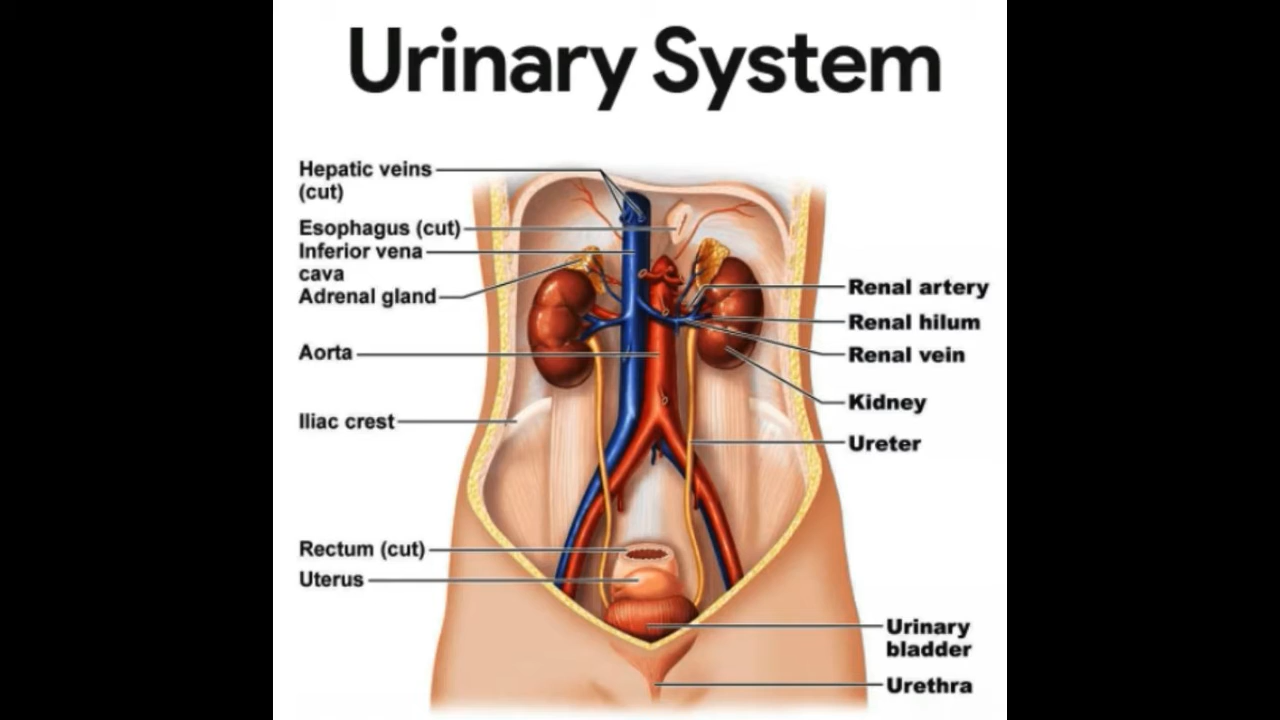 Urinary System
Hepatic veins
(cut)
Esophagus (cut)
Inferior vena
cava
Adrenal gland
Aorta
Iliac crest
Rectum (cut)
Uterus
Renal artery
Renal hilum
Renal vein
Kidney
Ureter
Urinary
bladder
Urethra